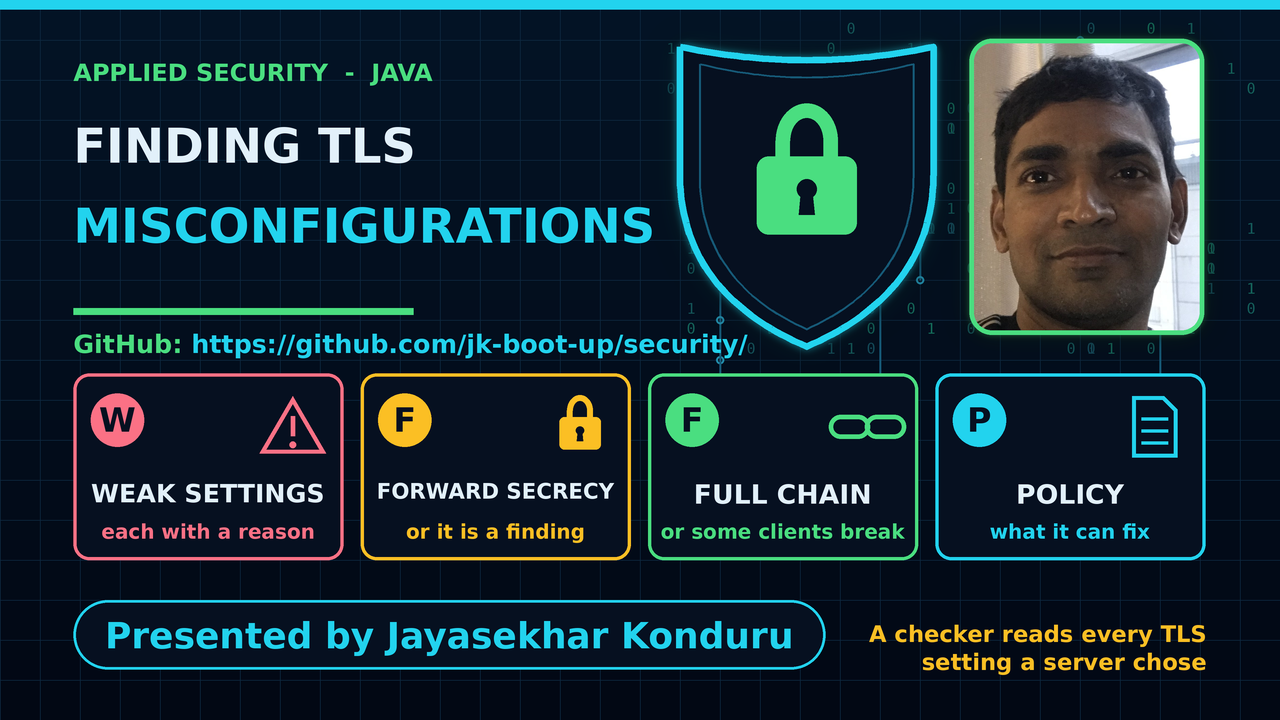 APPLIED SECURITY - JAVA
FINDING TLS
MISCONFIGURATIONS
GitHub: https://github.com/jk-boot-up/security/
W
WEAK SETTINGS
each with a reason
F
FORWARD SECRECY
or it is a finding
F
FULL CHAIN
or some clients break
P
POLICY
what it can fix
Presented by Jayasekhar Konduru
A checker reads every TLS
setting a server chose